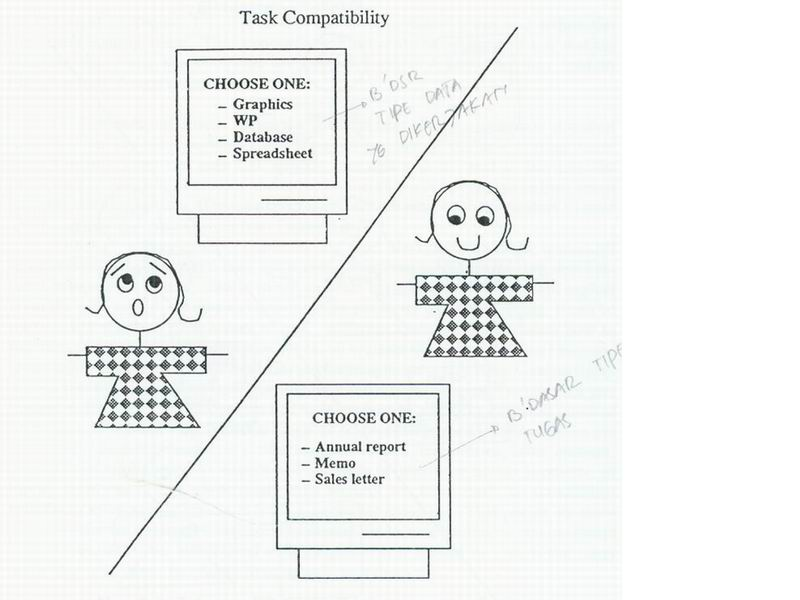 Task Compatibility
CHOOSE ONE:
– Graphics
– WP
– Database
– Spreadsheet
B'DSR
TIPE DATA
YG DIKERJAKAN
CHOOSE ONE:
– Annual report
– Memo
– Sales letter
B'DASAR TIPE
TUGAS